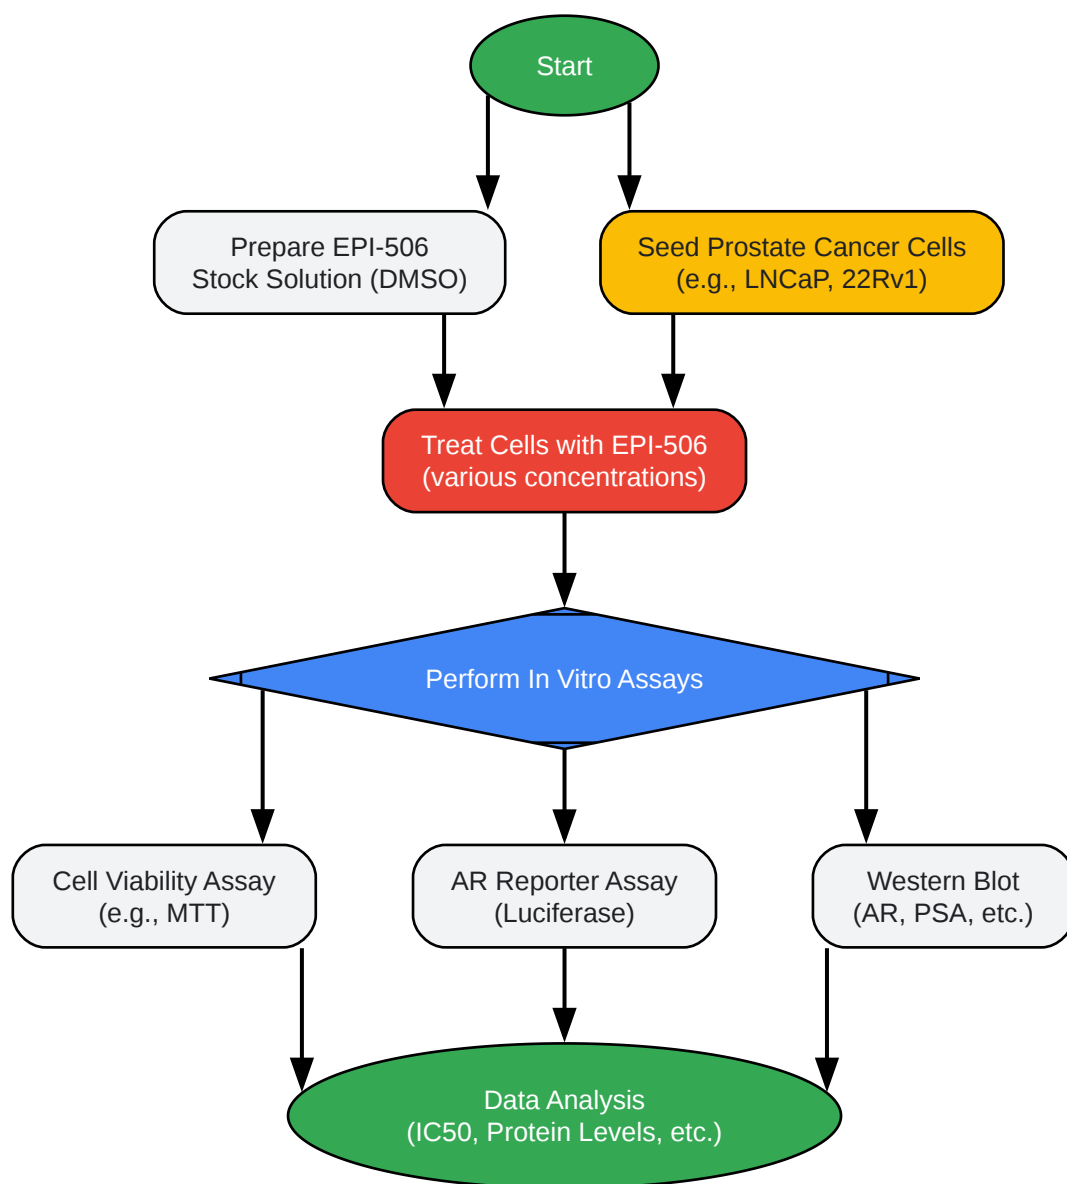 Start
Prepare EPI-506
Stock Solution (DMSO)
Seed Prostate Cancer Cells
(e.g., LNCaP, 22Rv1)
Treat Cells with EPI-506
(various concentrations)
Perform In Vitro Assays
Cell Viability Assay
(e.g., MTT)
AR Reporter Assay
(Luciferase)
Western Blot
(AR, PSA, etc.)
Data Analysis
(IC50, Protein Levels, etc.)